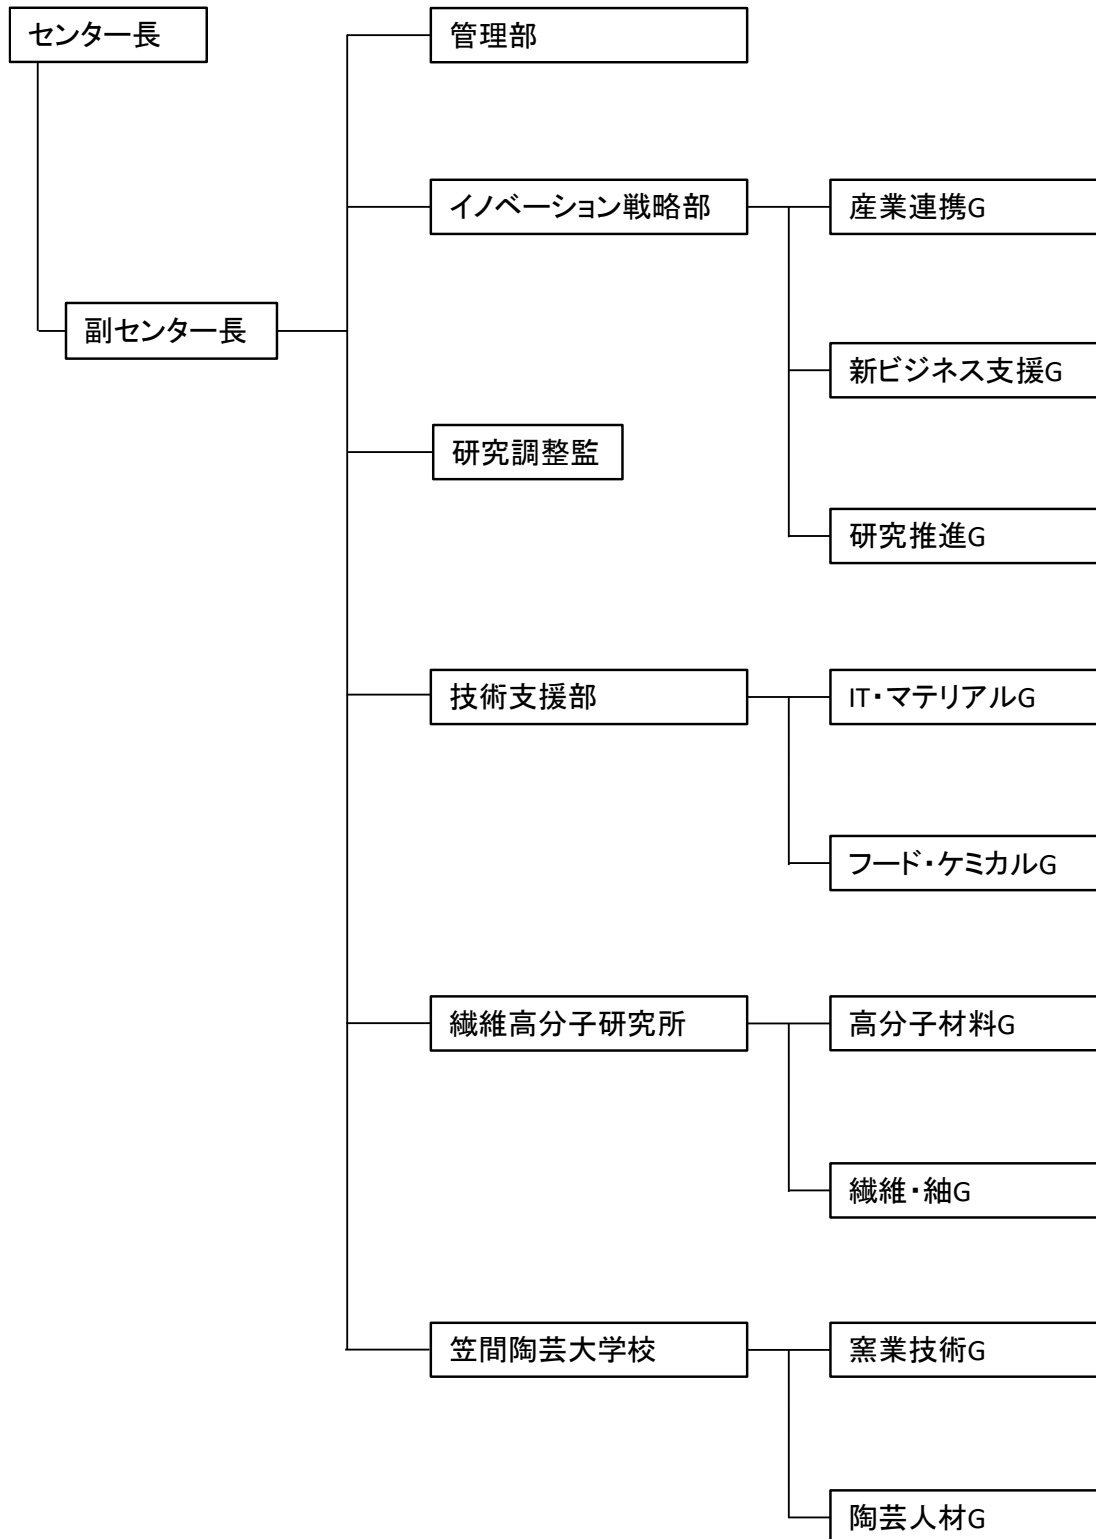 センター長
管理部
イノベーション戦略部
産業連携G
副センター長
新ビジネス支援G
研究調整監
研究推進G
技術支援部
IT・マテリアルG
フード・ケミカルG
繊維高分子研究所
高分子材料G
繊維・紬G
笠間陶芸大学校
窯業技術G
陶芸人材G